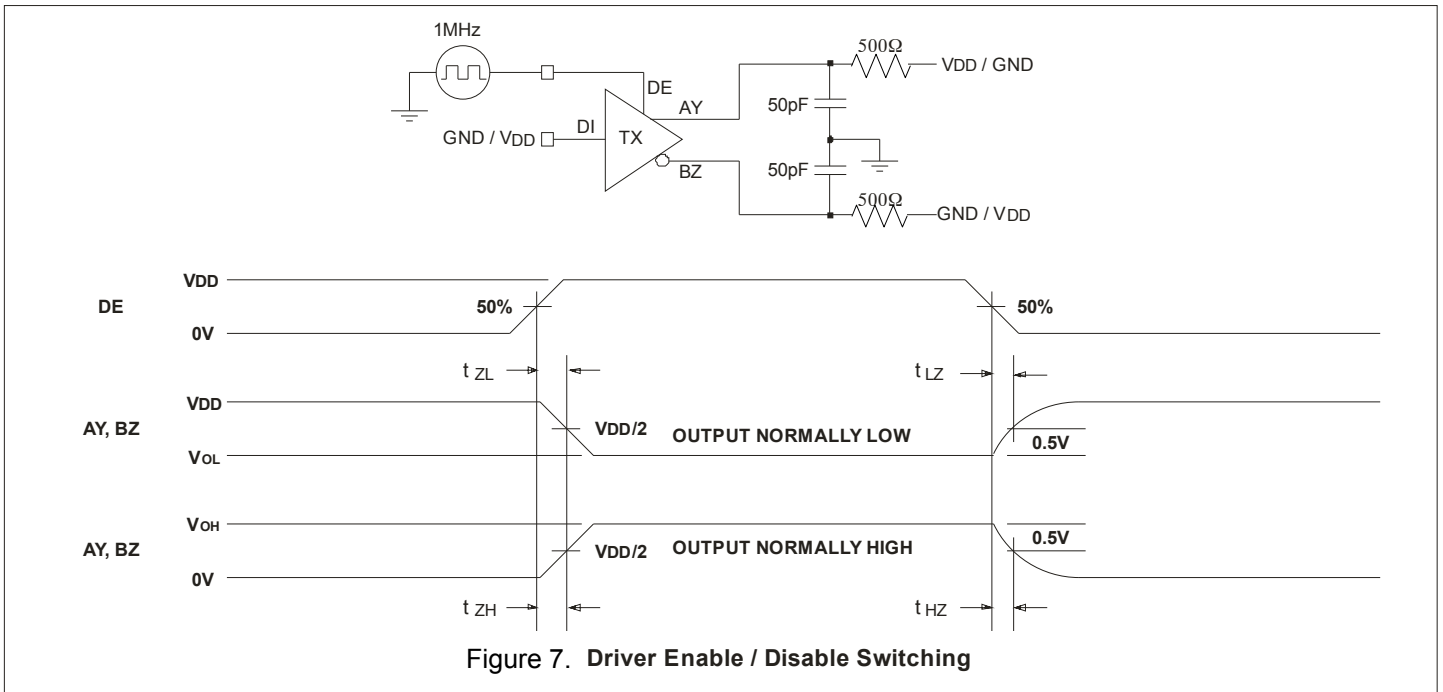 1MHz
500Ω
VDD / GND
DE
50pF
AY
GND / VDD
DI
TX
BZ
50pF
500Ω
GND / VDD
VDD
DE
50%
50%
0V
t ZL
t LZ
VDD
AY, BZ
VDD/2
OUTPUT NORMALLY LOW
0.5V
VOL
VOH
AY, BZ
VDD/2
OUTPUT NORMALLY HIGH
0.5V
0V
t ZH
t HZ
Figure 7. Driver Enable / Disable Switching